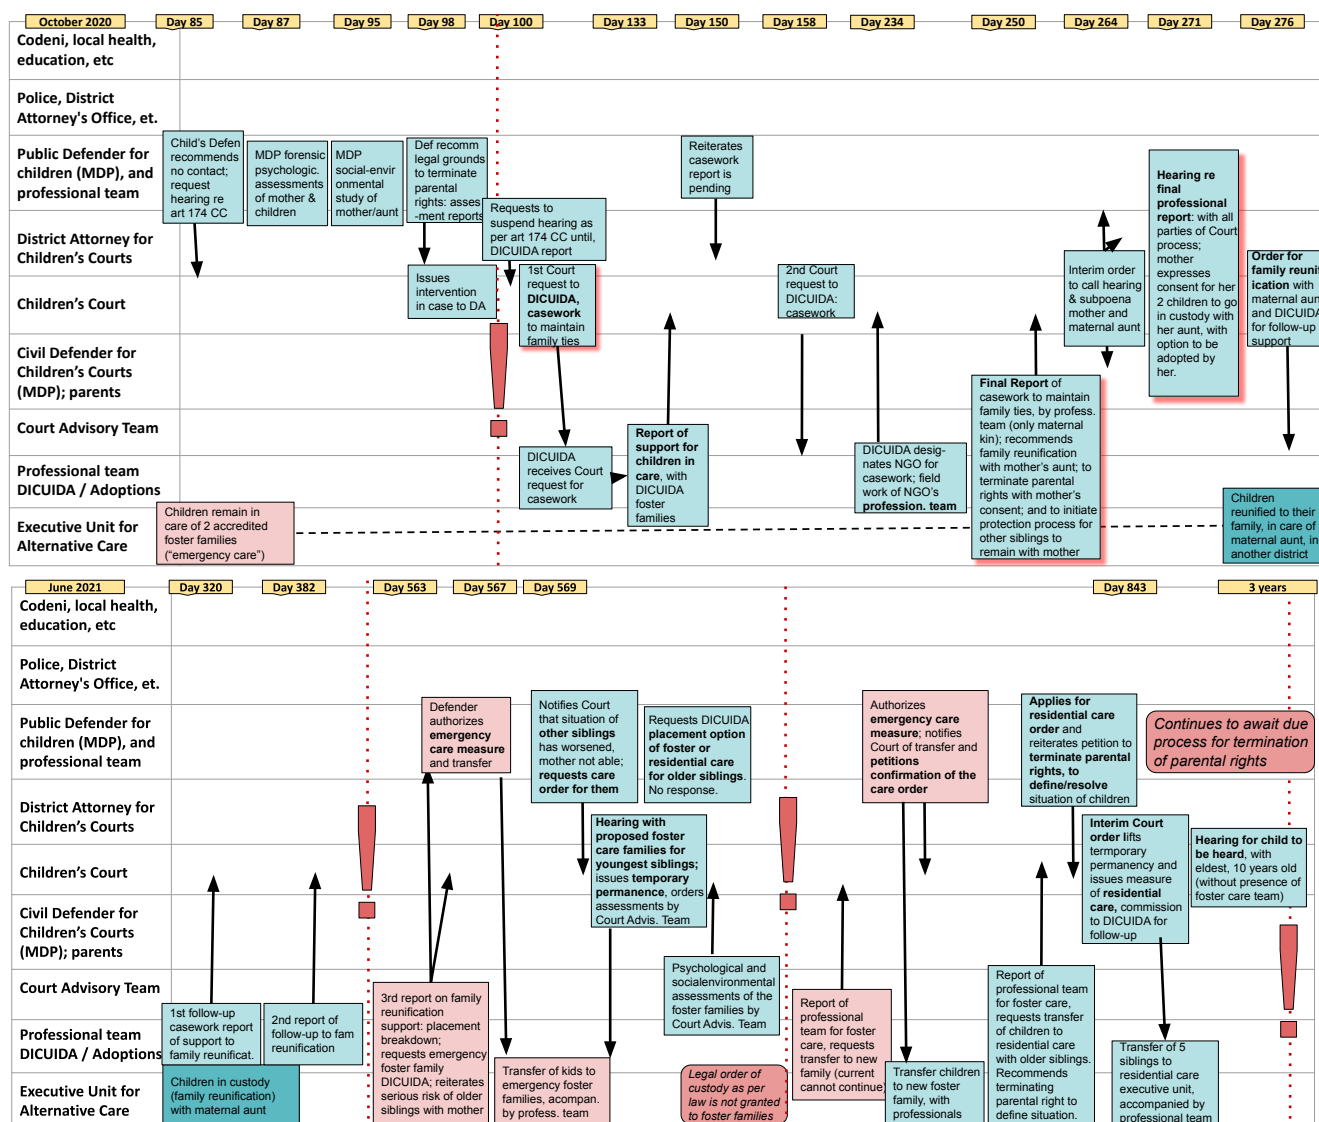 October 2020
Day 85
Day 87
Day 95
Day 98
Day 100
Day 133
Day 150
Day 158
Day 234
Day 250
Day 264
Day 271
Day 276
Codeni, local health,
education, etc
Police, District
Attorney's Office, et.
Public Defender for
children (MDP), and
professional team
District Attorney for
Children's Courts
Children's Court
Civil Defender for
Children's Courts
(MDP); parents
Court Advisory Team
Professional team
DICUIDA / Adoptions
Executive Unit for
Alternative Care
Child's Defen
recommends
no contact;
request
hearing re
art 174 CC
MDP forensic
psychologic.
assessments
of mother &
children
MDP
social-envir
onmental
study of
mother/aunt
Def recomm
legal grounds
to terminate
parental
rights: asses
-ment reports
Requests to
suspend hearing as
per art 174 CC until,
DICUIDA report
Issues
intervention
in case to DA
1st Court
request to
DICUIDA,
casework
to maintain
family ties
DICUIDA
receives Court
request for
casework
Report of
support for
children in
care, with
DICUIDA
foster
families
Reiterates
casework
report is
pending
2nd Court
request to
DICUIDA:
casework
DICUIDA desig-
nates NGO for
casework; field
work of NGO's
profession. team
Final Report of
casework to maintain
family ties, by profess.
team (only maternal
kin); recommends
family reunification
with mother's aunt; to
terminate parental
rights with mother's
consent; and to initiate
protection process for
other siblings to
remain with mother
Interim order
to call hearing
& subpoena
mother and
maternal aunt
Hearing re
final
professional
report: with all
parties of Court
process;
mother
expresses
consent for her
2 children to go
in custody with
her aunt, with
option to be
adopted by
her.
Order for
family reunif
ication with
maternal aun
and DICUIDA
for follow-up
support
Children remain in
care of 2 accredited
foster families
("emergency care")
Children
reunified to their
family, in care of
maternal aunt, in
another district
June 2021
Day 320
Day 382
Day 563
Day 567
Day 569
Day 843
3 years
Codeni, local health,
education, etc
Police, District
Attorney's Office, et.
Public Defender for
children (MDP), and
professional team
District Attorney for
Children's Courts
Children's Court
Civil Defender for
Children's Courts
(MDP); parents
Court Advisory Team
Professional team
DICUIDA / Adoptions
Executive Unit for
Alternative Care
1st follow-up
casework report
of support to
family reunificat.
2nd report of
follow-up to fam
reunification
Children in custody
(family reunification)
with maternal aunt
3rd report on family
reunification
support: placement
breakdown;
requests emergency
foster family
DICUIDA; reiterates
serious risk of older
siblings with mother
Defender
authorizes
emergency
care measure
and transfer
Transfer of kids to
emergency foster
families, acompan.
by profess. team
Notifies Court
that situation of
other siblings
has worsened,
mother not able;
requests care
order for them
Hearing with
proposed foster
care families for
youngest siblings;
issues temporary
permanence, orders
assessments by
Court Advis. Team
Requests DICUIDA
placement option
of foster or
residential care
for older siblings.
No response.
Psychological and
socialenvironmental
assessments of the
foster families by
Court Advis. Team
Legal order of
custody as per
law is not granted
to foster families
Report of
professional
team for foster
care, requests
transfer to new
family (current
cannot continue)
Authorizes
emergency care
measure; notifies
Court of transfer and
petitions
confirmation of the
care order
Transfer children
to new foster
family, with
professionals
Report of
professional team
for foster care,
requests transfer
of children to
residential care
with older siblings.
Recommends
terminating
parental right to
define situation.
Applies for
residential care
order and
reiterates petition to
terminate parental
rights, to
define/resolve
situation of children
Interim Court
order lifts
termporary
permanency and
issues measure
of residential
care, commission
to DICUIDA for
follow-up
Transfer of 5
siblings to
residential care
executive unit,
accompanied by
professional team
Continues to await due
process for termination
of parental rights
Hearing for child to
be heard, with
eldest, 10 years old
(without presence of
foster care team)